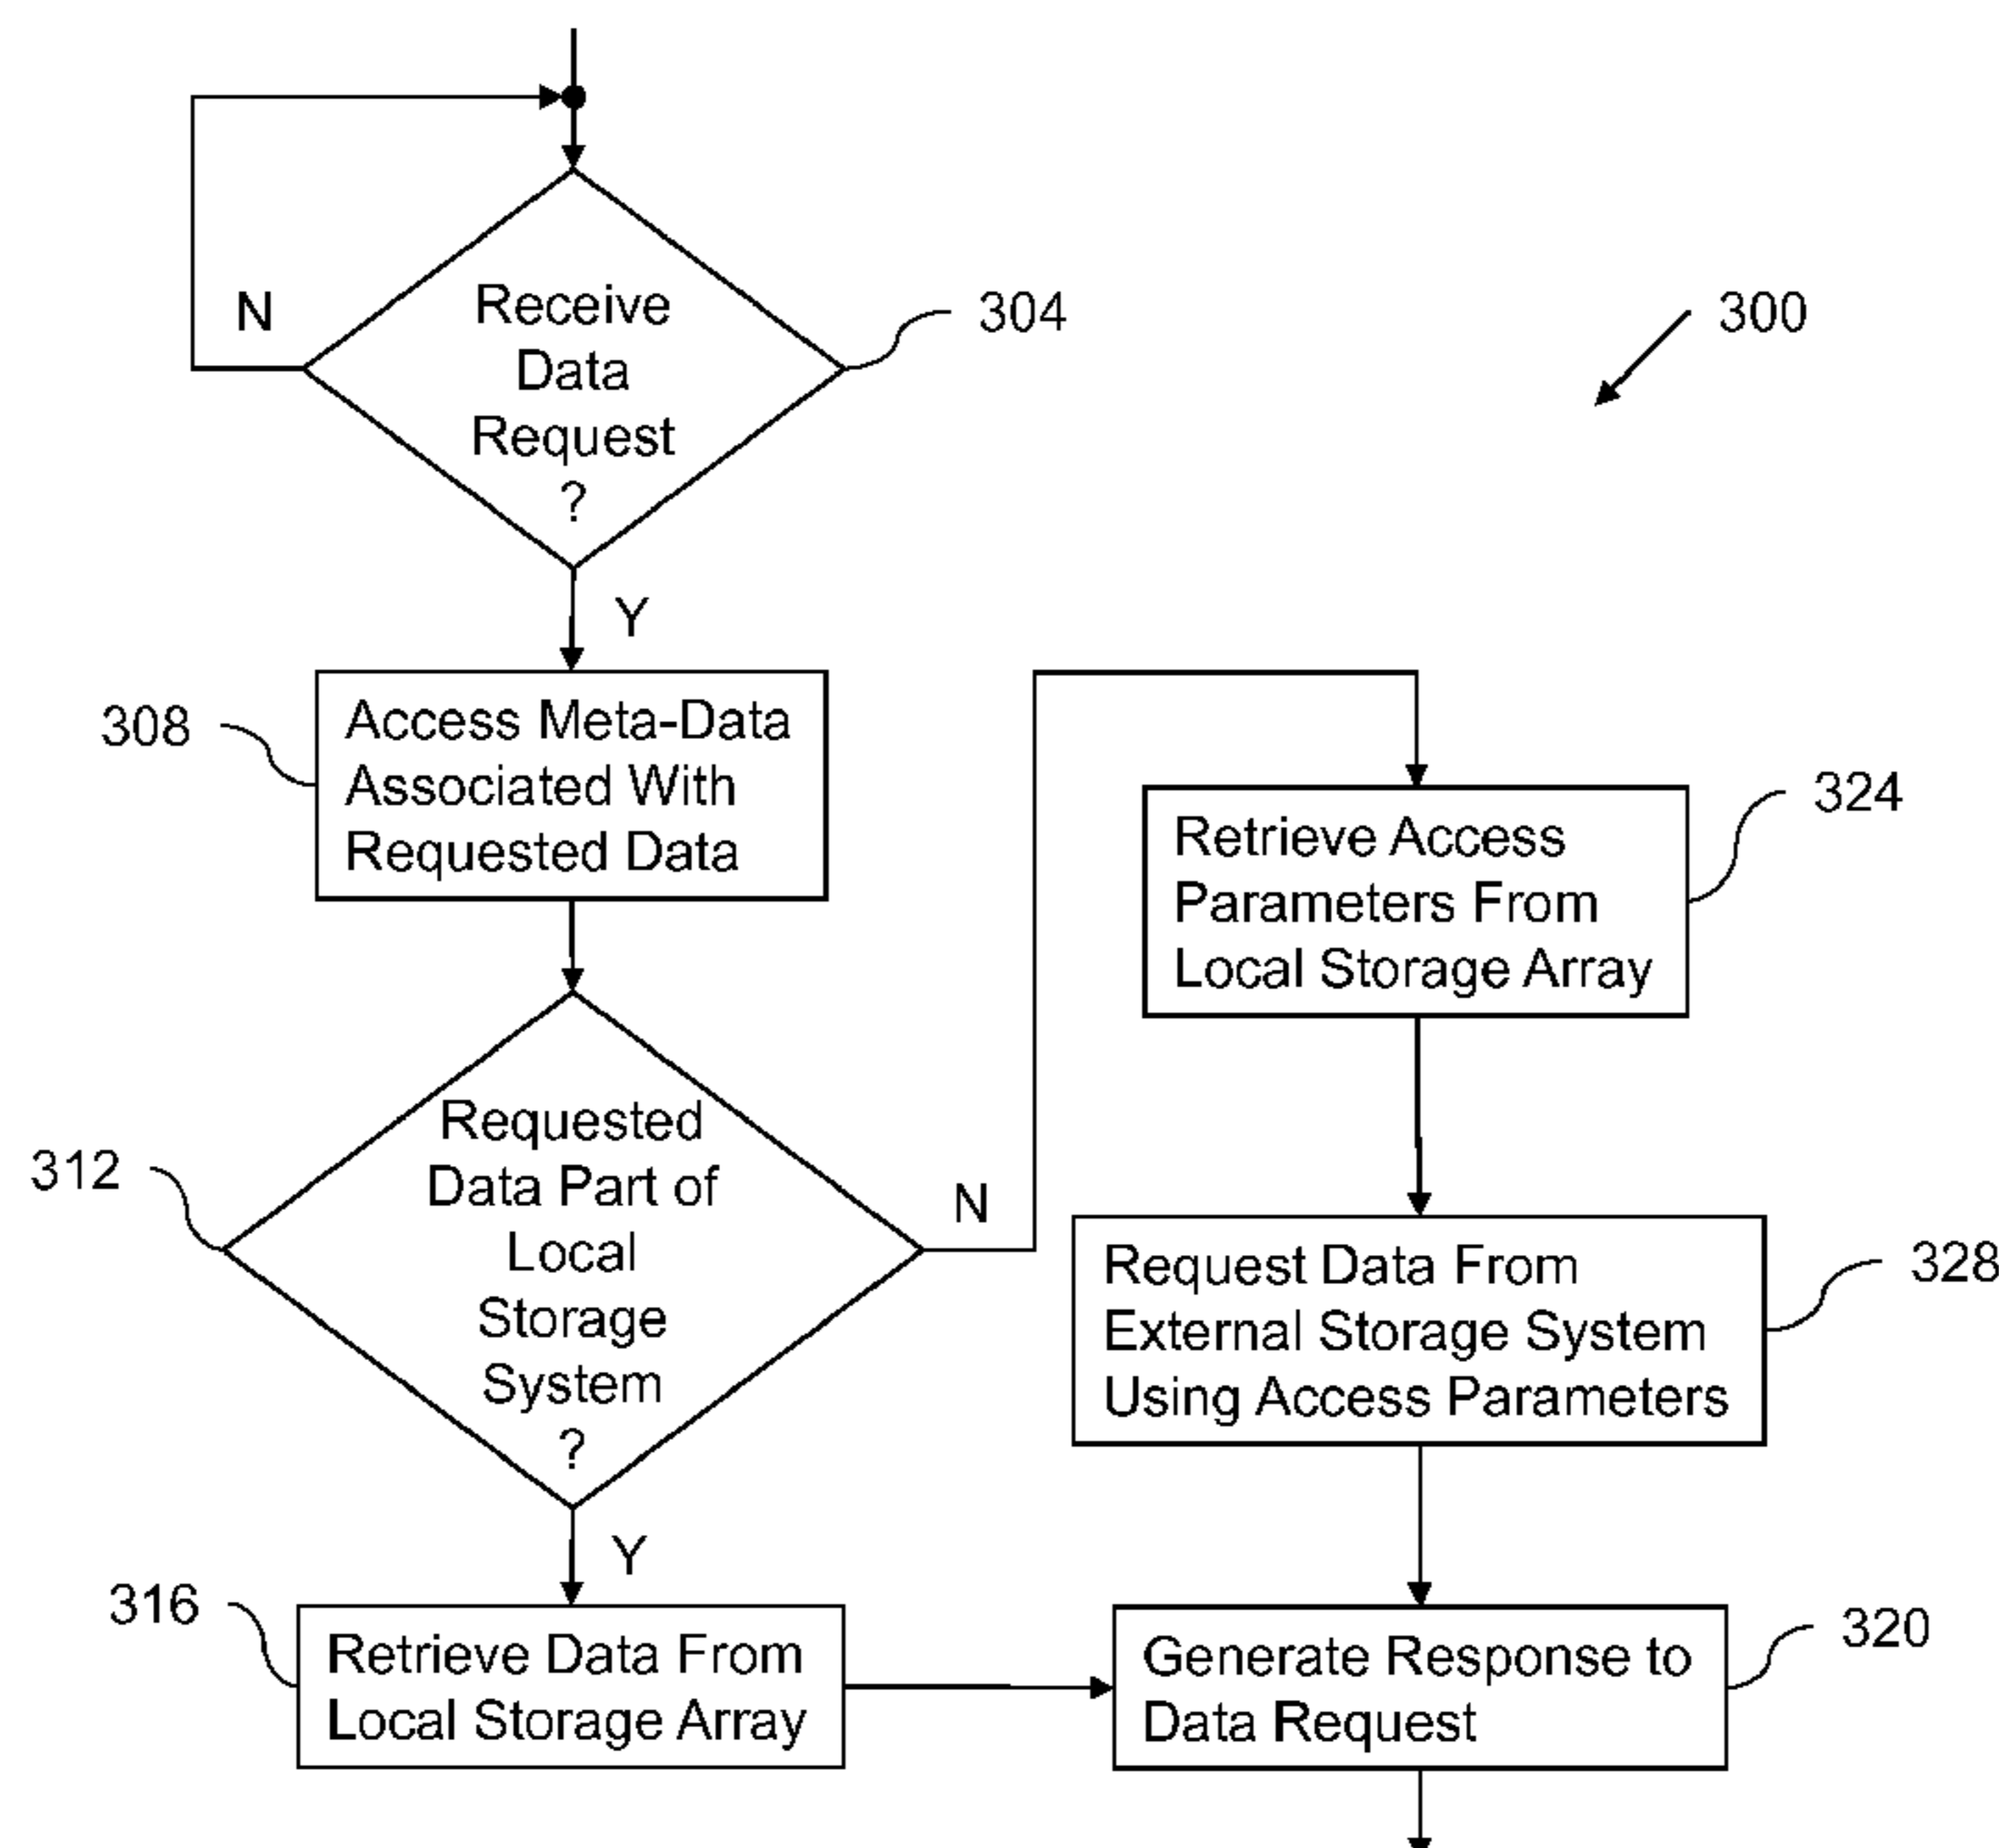 N
Receive
Data
Request
?
304
300
Y
308
Access Meta-Data
Associated With
Requested Data
312
Requested
Data Part of
Local
Storage
System
?
N
Y
316
Retrieve Data From
Local Storage Array
324
Retrieve Access
Parameters From
Local Storage Array
328
Request Data From
External Storage System
Using Access Parameters
320
Generate Response to
Data Request